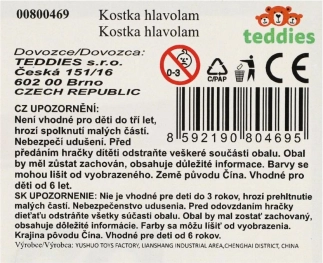 00800469 Kostka hlavolam
Kostka hlavolam
teddies
Dovozce/Dovozca:
TEDDIES s.r.o.
Česká 151/16
602 00 Brno
CZECH REPUBLIC
0-3
C/PAP
CE
8 592190 804695
CZ UPOZORNĚNÍ:
Není vhodné pro děti do tří let,
hrozí spolknutí malých částí.
Nebezpečí udušení. Před
předáním hračky dítěti odstraňte veškeré součásti obalu. Obal
by měl zůstat zachován, obsahuje důležité informace. Barvy se
mohou lišit od vyobrazeného. Země původu Čína. Vhodné pro
děti od 6 let.
SK UPOZORNENIE: Nie je vhodné pre deti do 3 rokov, hrozí prehltnutie
malých častí. Nebezpečenstvo udusenia. Pred odovzdaním hračky
dieťaťu odstráňte všetky súčasti obalu. Obal by mal zostať zachovaný,
obsahuje dôležité informácie. Farby sa môžu líšiť od vyobrazeného.
Krajina pôvodu Čína. Vhodné pre deti od 6 rokov.
Výrobce/Výrobca: YUSHUO TOYS FACTORY, LIANSHANG INDUSTRIAL AREA,CHENGHAI DISTRICT, CHINA